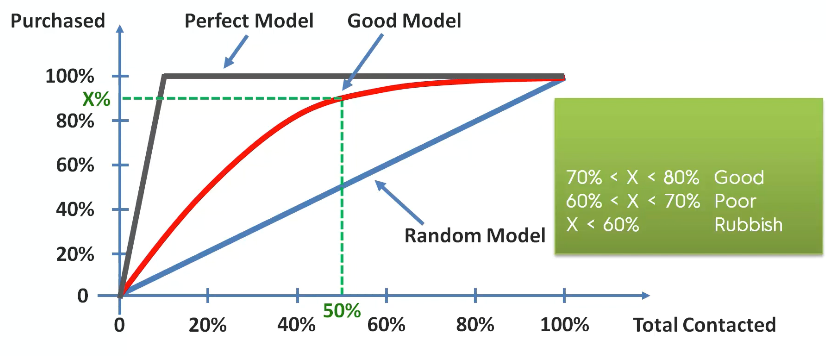 Purchased
Perfect Model
Good Model
100%
X%
80%
60%
40%
20%
0
Random Model
70% < X < 80% Good
60% < X < 70% Poor
X < 60% Rubbish
0
20%
40%
50%
60%
80%
100%
Total Contacted